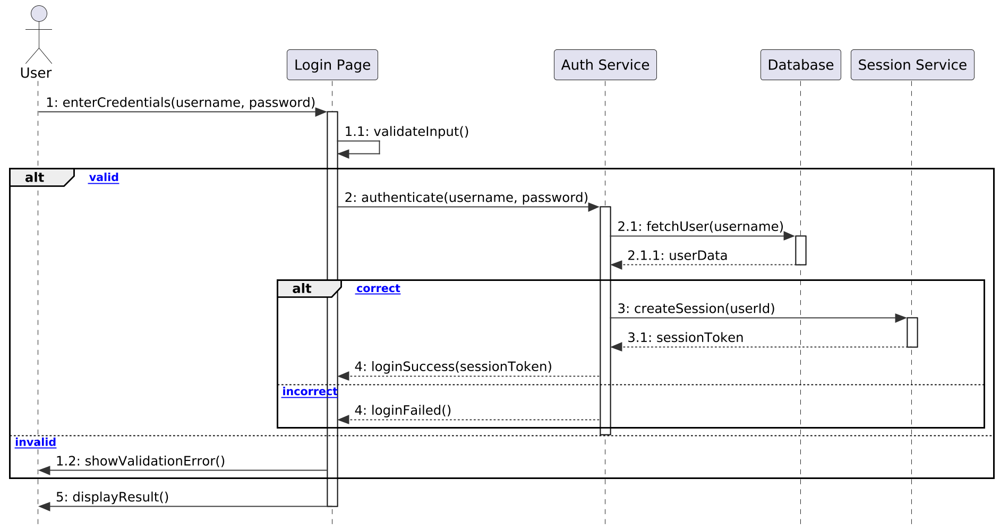 User
Login Page
Auth Service
Database
Session Service
1: enterCredentials(username, password)
1.1: validateInput()
alt
valid
2: authenticate(username, password)
2.1: fetchUser(username)
2.1.1: userData
alt
correct
3: createSession(userId)
3.1: sessionToken
4: loginSuccess(sessionToken)
incorrect
4: loginFailed()
invalid
1.2: showValidationError()
5: displayResult()